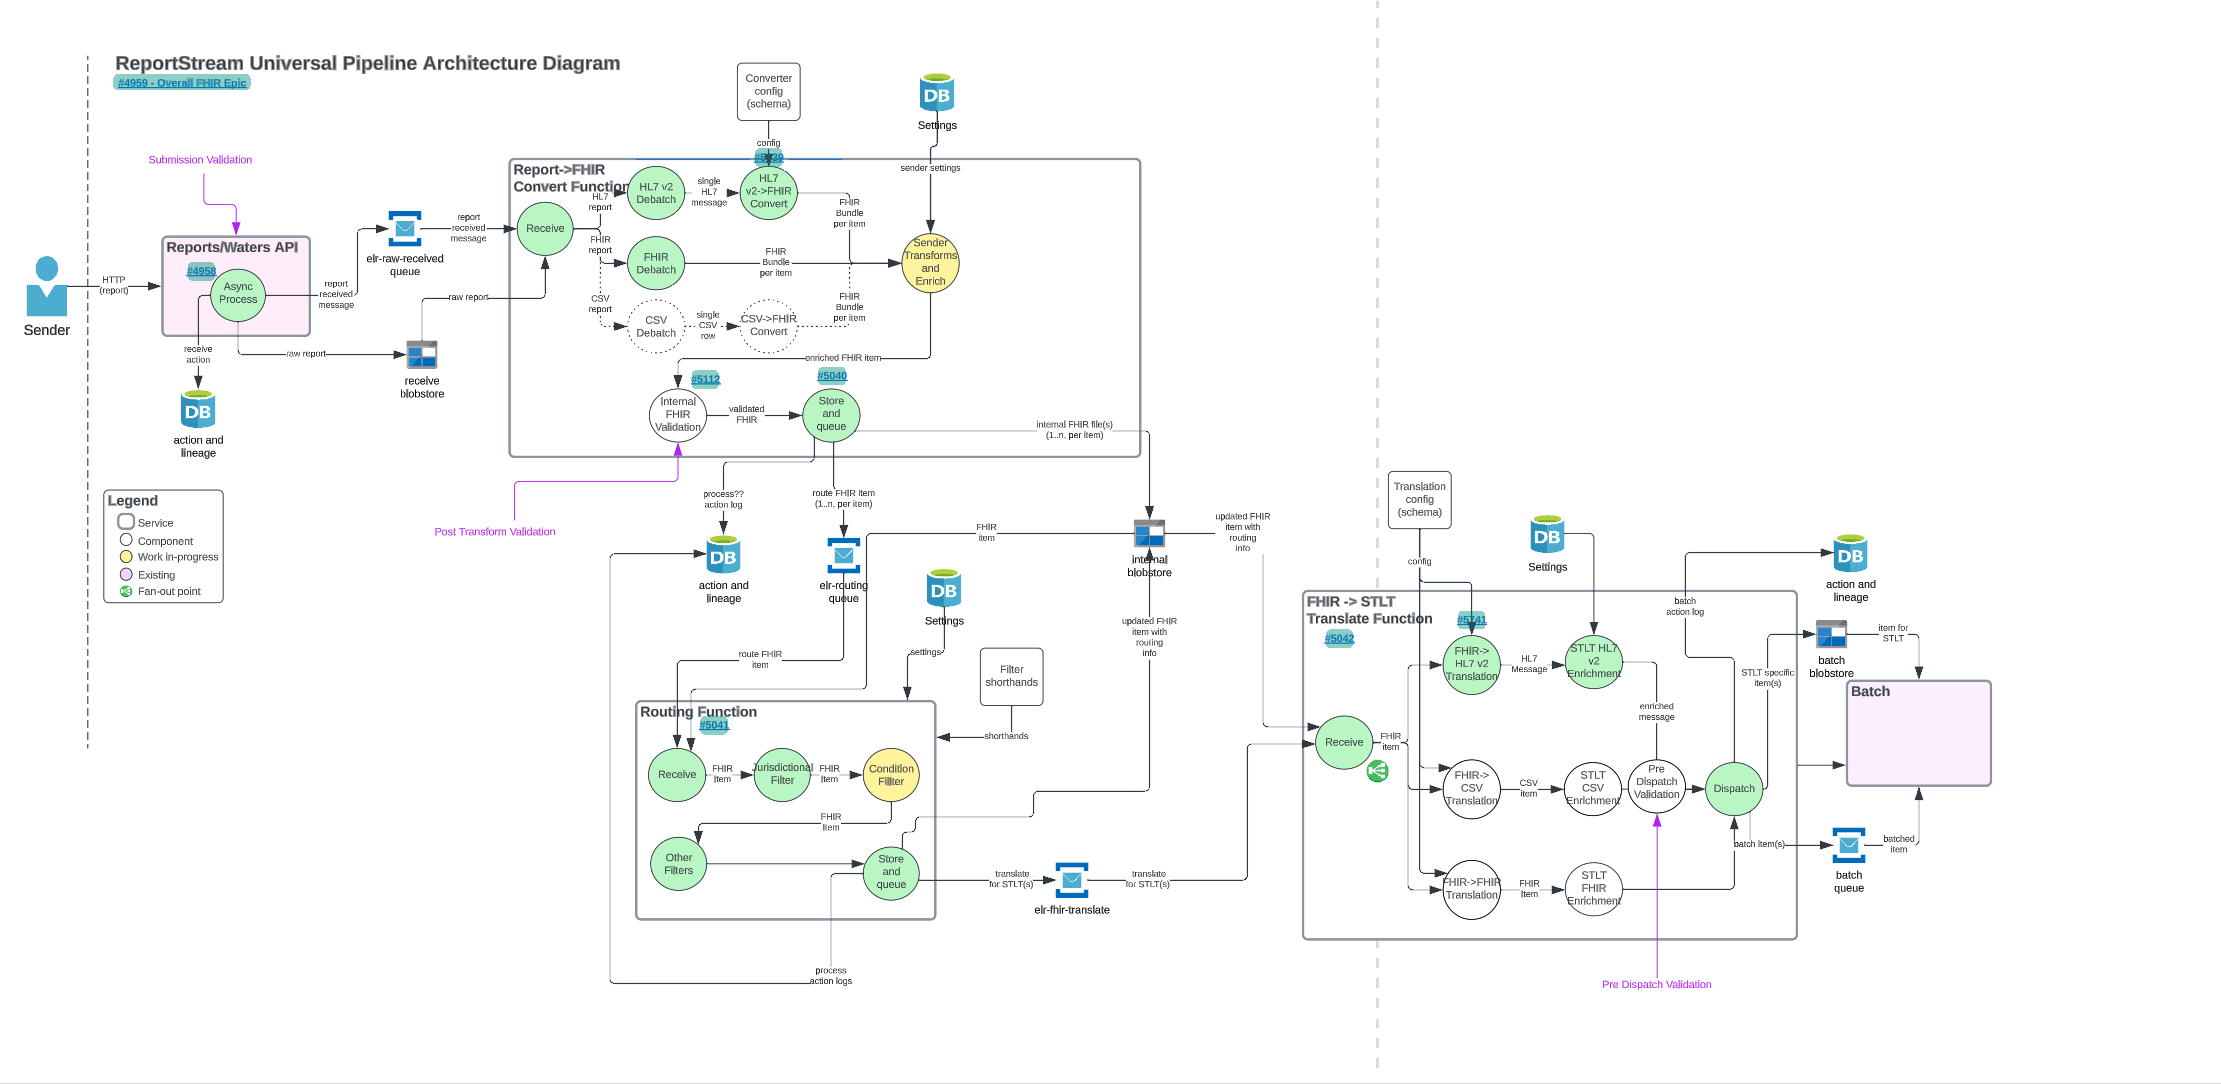 ReportStream Universal Pipeline Architecture Diagram
#4959 - Overall FHIR Epic
Submission Validation
Sender
HTTP
(report)
Reports/Waters API
#4958
Async
Process
receive
action
action and
lineage
raw report
report
received
message
elr-raw-received
queue
report
received
message
receive
blobstore
raw report
Legend
Service
Component
Work in-progress
Existing
Fan-out point
Converter
config
(schema)
config
Settings
sender settings
Report->FHIR
Convert Function
Receive
HL7
report
HL7 v2
Debatch
single
HL7
message
HL7
v2->FHIR
Convert
FHIR
Bundle
per item
FHIR
report
FHIR
Debatch
FHIR
Bundle
per item
Sender
Transforms
and
Enrich
CSV
report
CSV
Debatch
single
CSV
row
CSV->FHIR
Convert
FHIR
Bundle
per item
enriched FHIR item
#5112
Internal
FHIR
Validation
validated
FHIR
#5040
Store
and
queue
internal FHIR file(s)
(1..n, per item)
Post Transform Validation
process??
action log
action and
lineage
route FHIR item
(1..n, per item)
elr-routing
queue
FHIR
item
internal
blobstore
updated FHIR
item with
routing
info
Settings
settings
route FHIR
item
Filter
shorthands
shorthands
updated FHIR
item with
routing
info
Routing Function
#5041
Receive
FHIR
item
Jurisdictional
Filter
FHIR
item
Condition
Filter
FHIR
item
Other
Filters
Store
and
queue
process
action logs
translate
for STLT(s)
elr-fhir-translate
translate
for STLT(s)
Translation
config
(schema)
config
Settings
FHIR -> STLT
Translate Function
#5042
#5741
Receive
FHIR
item
FHIR->
HL7 v2
Translation
HL7
Message
STLT HL7
v2
Enrichment
enriched
message
FHIR->
CSV
Translation
CSV
item
STLT
CSV
Enrichment
Pre
Dispatch
Validation
Dispatch
FHIR->FHIR
Translation
FHIR
item
STLT
FHIR
Enrichment
Pre Dispatch Validation
batch
action log
action and
lineage
STLT specific
item(s)
batch
blobstore
item for
STLT
Batch
batch item(s)
batch
queue
batched
item
DB
DB
DB
DB
DB
DB